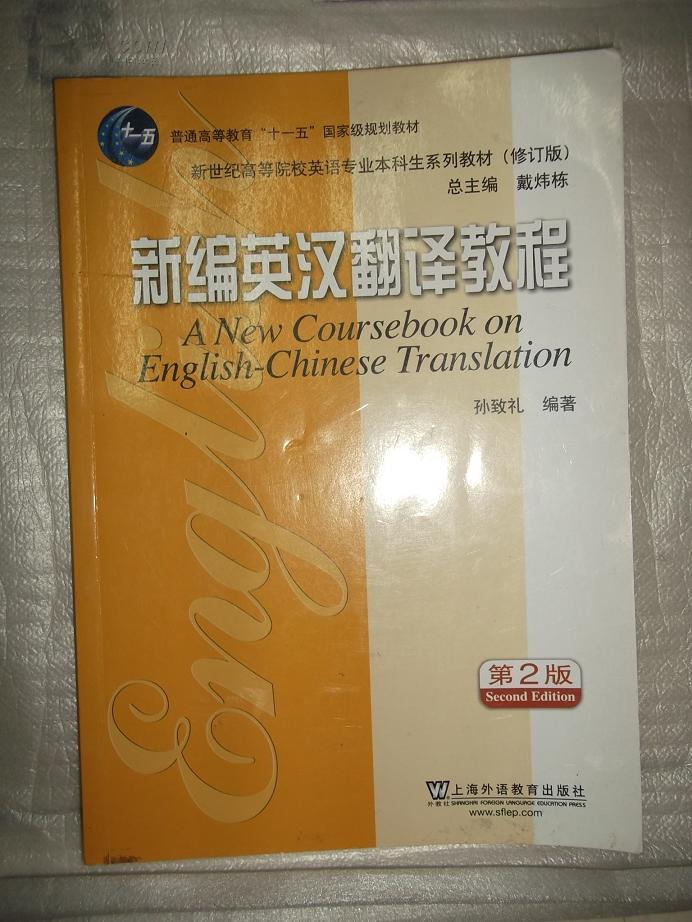 十一五
普通高等教育“十一五”国家级规划教材
新世纪高等院校英语专业本科生系列教材（修订版）
总主编 戴炜栋
新编英汉翻译教程
A New Coursebook on
English-Chinese Translation
孙致礼 编著
English
第2版
Second Edition
W 上海外语教育出版社
外教社 SHANGHAI FOREIGN LANGUAGE EDUCATION PRESS
www.sflep.com